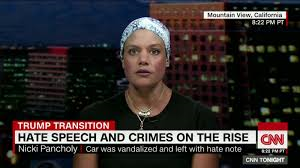 Mountain View, California
8:22 PM PT
TRUMP TRANSITION
HATE SPEECH AND CRIMES ON THE RISE
Nicki Pancholy
Car was vandalized and left with hate note
CNN
8:22 PM PT
CNN TONIGHT